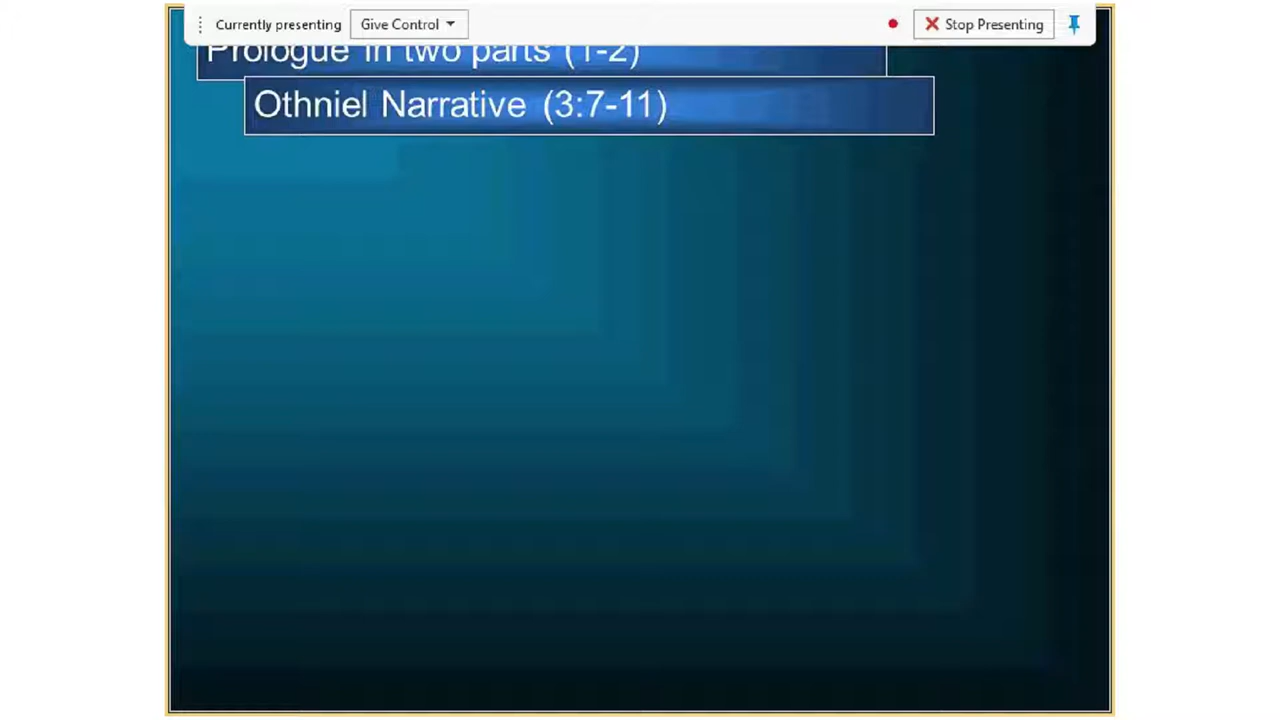 Currently presenting Give Control Stop Presenting
Prologue in two parts (1-2)
Othniel Narrative (3:7-11)